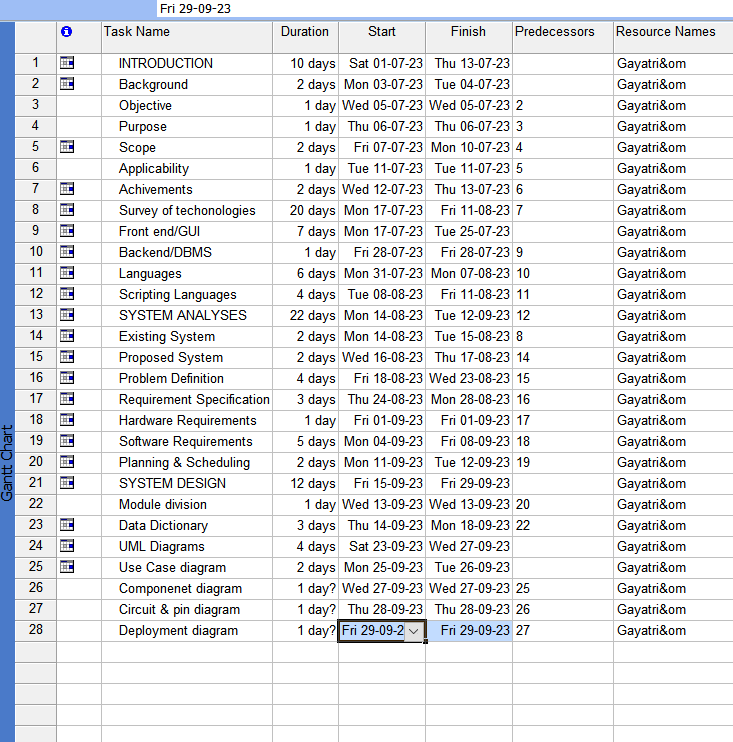 Fri 29-09-23
Task Name Duration Start Finish Predecessors Resource Names
1 INTRODUCTION 10 days Sat 01-07-23 Thu 13-07-23 Gayatri&om
2 Background 2 days Mon 03-07-23 Tue 04-07-23 Gayatri&om
3 Objective 1 day Wed 05-07-23 Wed 05-07-23 2 Gayatri&om
4 Purpose 1 day Thu 06-07-23 Thu 06-07-23 3 Gayatri&om
5 Scope 2 days Fri 07-07-23 Mon 10-07-23 4 Gayatri&om
6 Applicability 1 day Tue 11-07-23 Tue 11-07-23 5 Gayatri&om
7 Achivements 2 days Wed 12-07-23 Thu 13-07-23 6 Gayatri&om
8 Survey of techonologies 20 days Mon 17-07-23 Fri 11-08-23 7 Gayatri&om
9 Front end/GUI 7 days Mon 17-07-23 Tue 25-07-23 Gayatri&om
10 Backend/DBMS 1 day Fri 28-07-23 Fri 28-07-23 9 Gayatri&om
11 Languages 6 days Mon 31-07-23 Mon 07-08-23 10 Gayatri&om
12 Scripting Languages 4 days Tue 08-08-23 Fri 11-08-23 11 Gayatri&om
13 SYSTEM ANALYSES 22 days Mon 14-08-23 Tue 12-09-23 12 Gayatri&om
14 Existing System 2 days Mon 14-08-23 Tue 15-08-23 8 Gayatri&om
15 Proposed System 2 days Wed 16-08-23 Thu 17-08-23 14 Gayatri&om
16 Problem Definition 4 days Fri 18-08-23 Wed 23-08-23 15 Gayatri&om
17 Requirement Specification 3 days Thu 24-08-23 Mon 28-08-23 16 Gayatri&om
18 Hardware Requirements 1 day Fri 01-09-23 Fri 01-09-23 17 Gayatri&om
19 Software Requirements 5 days Mon 04-09-23 Fri 08-09-23 18 Gayatri&om
20 Planning & Scheduling 2 days Mon 11-09-23 Tue 12-09-23 19 Gayatri&om
21 SYSTEM DESIGN 12 days Fri 15-09-23 Fri 29-09-23 Gayatri&om
22 Module division 1 day Wed 13-09-23 Wed 13-09-23 20 Gayatri&om
23 Data Dictionary 3 days Thu 14-09-23 Mon 18-09-23 22 Gayatri&om
24 UML Diagrams 4 days Sat 23-09-23 Wed 27-09-23 Gayatri&om
25 Use Case diagram 2 days Mon 25-09-23 Tue 26-09-23 Gayatri&om
26 Componenet diagram 1 day? Wed 27-09-23 Wed 27-09-23 25 Gayatri&om
27 Circuit & pin diagram 1 day? Thu 28-09-23 Thu 28-09-23 26 Gayatri&om
28 Deployment diagram 1 day? Fri 29-09-2 Fri 29-09-23 27 Gayatri&om
Gantt Chart